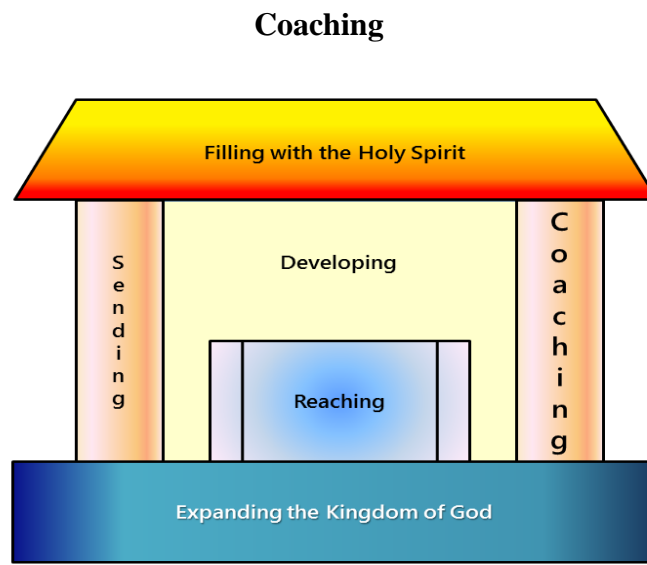 Coaching
Filling with the Holy Spirit
Sending
Developing
Coaching
Reaching
Expanding the Kingdom of God